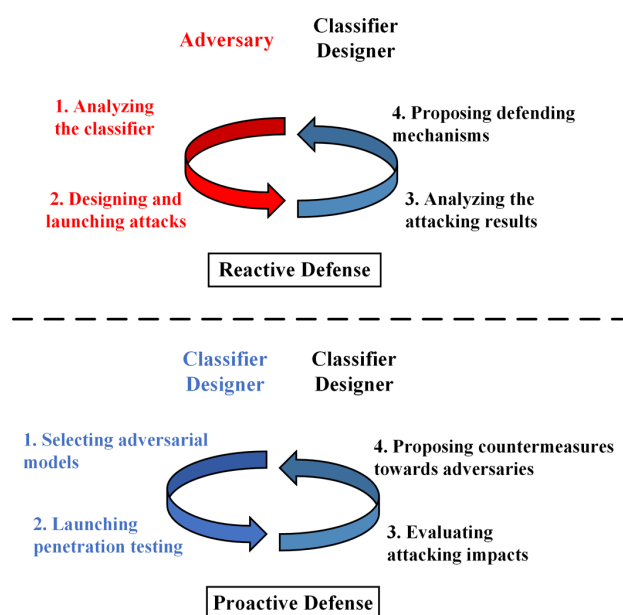 Adversary
Classifier
Designer
1. Analyzing
the classifier
4. Proposing defending
mechanisms
2. Designing and
launching attacks
3. Analyzing the
attacking results
Reactive Defense
Classifier
Designer
Classifier
Designer
1. Selecting adversarial
models
4. Proposing countermeasures
towards adversaries
2. Launching
penetration testing
3. Evaluating
attacking impacts
Proactive Defense